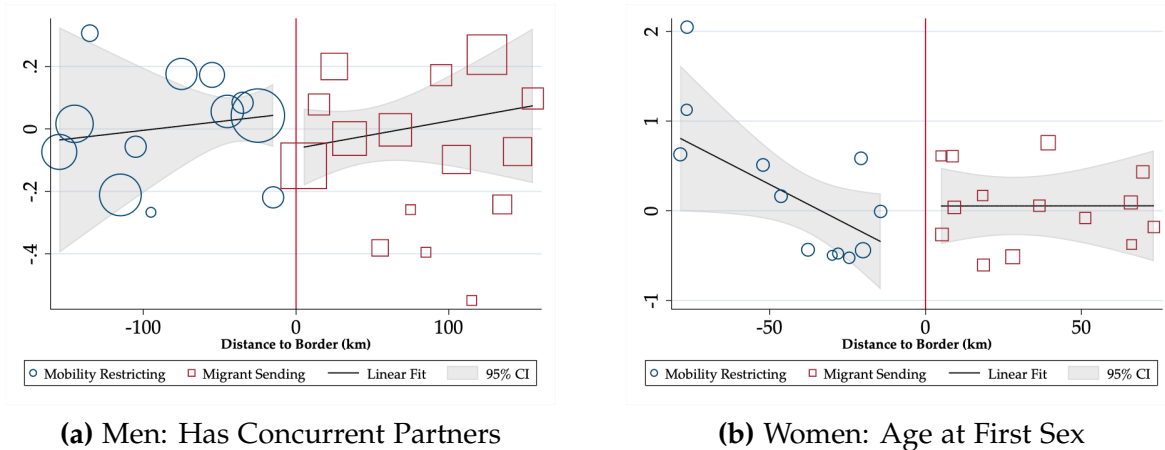 .2
0
-.2
-.4
-100 0 100
Distance to Border (km)
Mobility Restricting Migrant Sending Linear Fit 95% CI
(a) Men: Has Concurrent Partners
2
1
0
-1
-50 0 50
Distance to Border (km)
Mobility Restricting Migrant Sending Linear Fit 95% CI
(b) Women: Age at First Sex